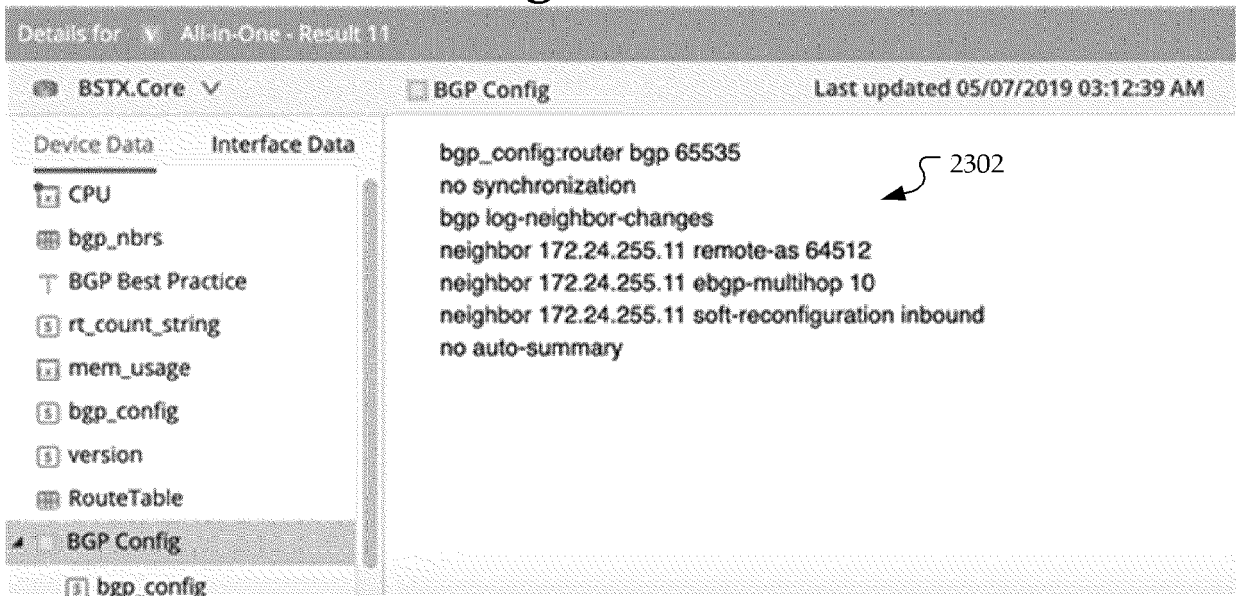 Details for All-in-One - Result 11
BSTX.Core
BGP Config
Last updated 05/07/2019 03:12:39 AM
Device Data
Interface Data
CPU
bgp_nbrs
BGP Best Practice
rt_count_string
mem_usage
bgp_config
version
RouteTable
BGP Config
bgp_config
bgp_config:router bgp 65535
no synchronization
bgp log-neighbor-changes
neighbor 172.24.255.11 remote-as 64512
neighbor 172.24.255.11 ebgp-multihop 10
neighbor 172.24.255.11 soft-reconfiguration inbound
no auto-summary
2302